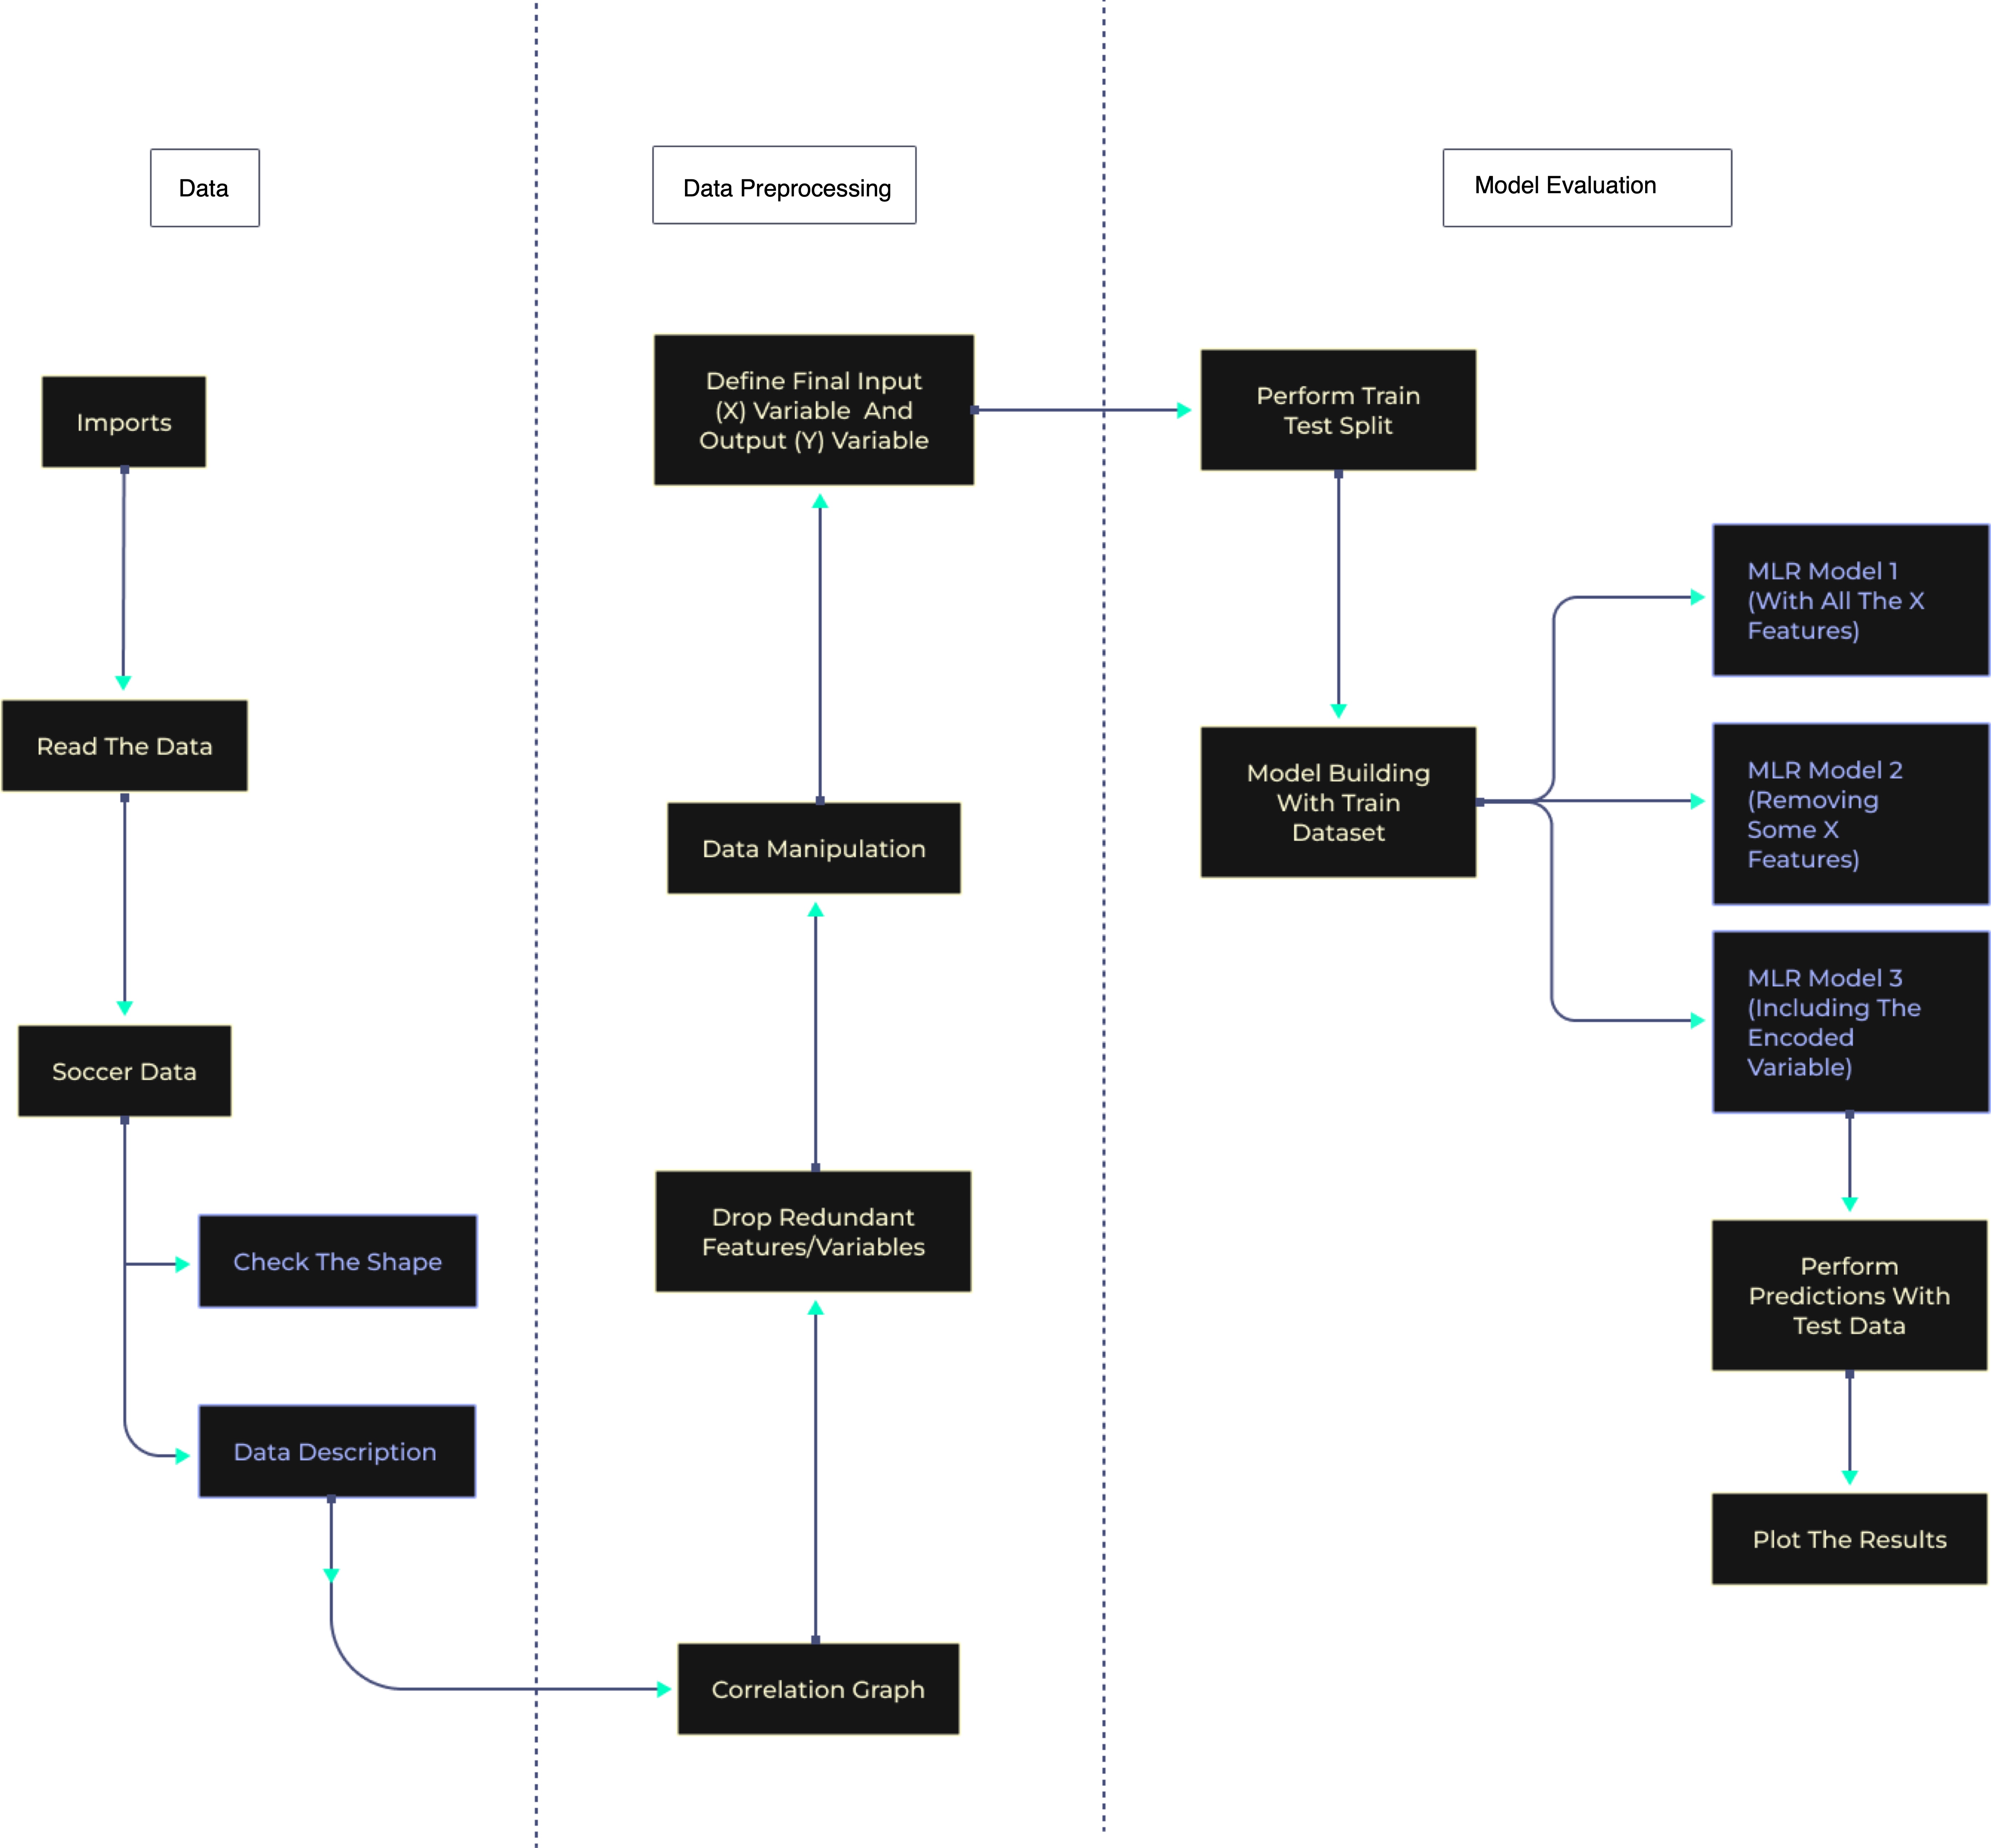 Data
Data Preprocessing
Model Evaluation
Imports
Read The Data
Soccer Data
Check The Shape
Data Description
Define Final Input
(X) Variable  And
Output (Y) Variable
Data Manipulation
Drop Redundant
Features/Variables
Correlation Graph
Perform Train
Test Split
Model Building
With Train
Dataset
MLR Model 1
(With All The X
Features)
MLR Model 2
(Removing
Some X
Features)
MLR Model 3
(Including The
Encoded
Variable)
Perform
Predictions With
Test Data
Plot The Results